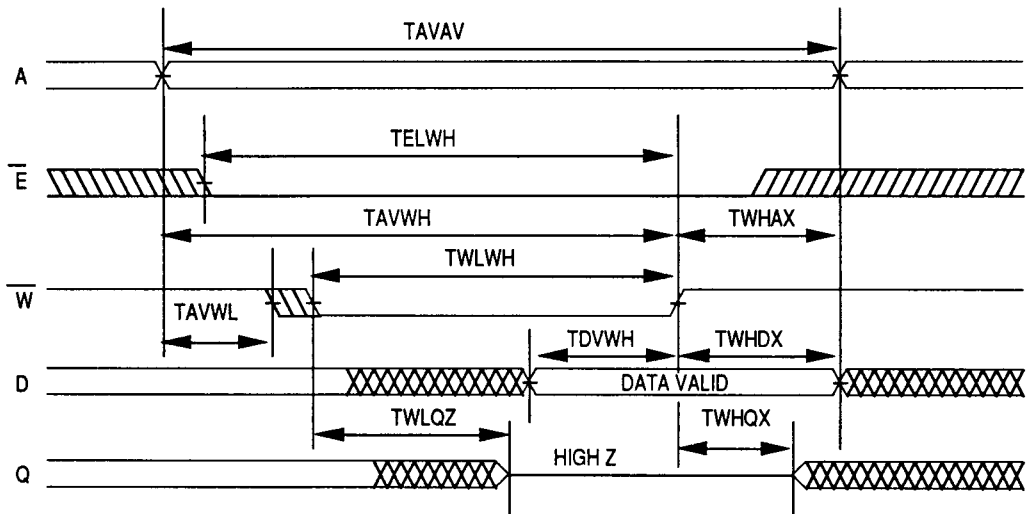 TAVAV
A
TELWH
E̅
TAVWH
TWHAX
TWLWH
W̅
TAVWL
TDVWH
TWHDX
D
DATA VALID
TWLQZ
TWHQX
Q
HIGH Z